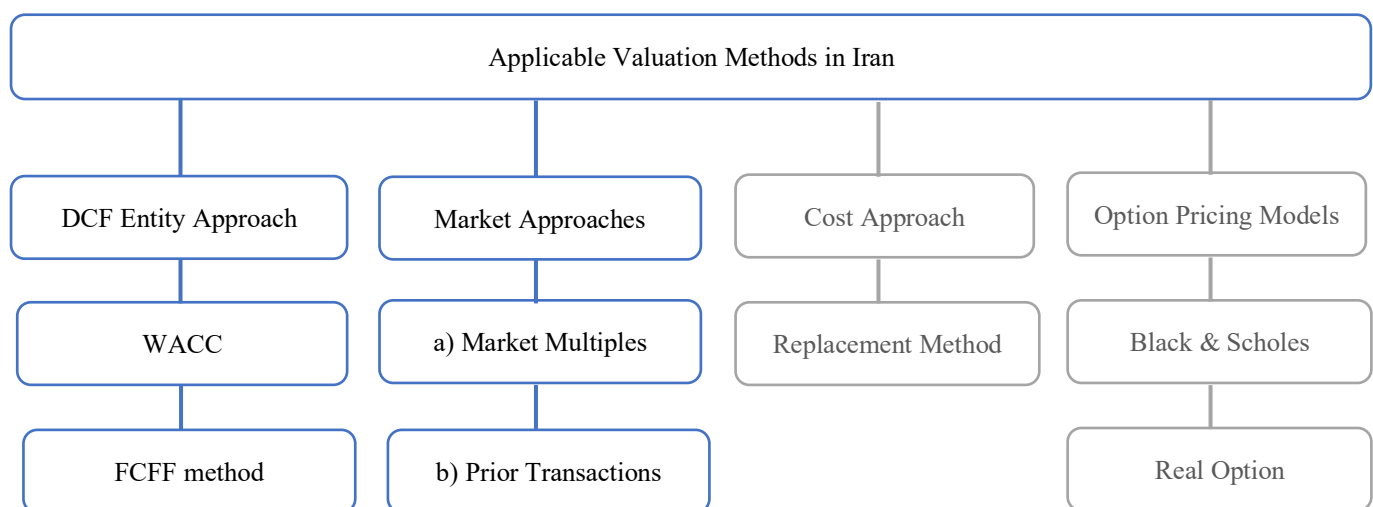 Applicable Valuation Methods in Iran
DCF Entity Approach
Market Approaches
Cost Approach
Option Pricing Models
WACC
a) Market Multiples
Replacement Method
Black & Scholes
FCFF method
b) Prior Transactions
Real Option